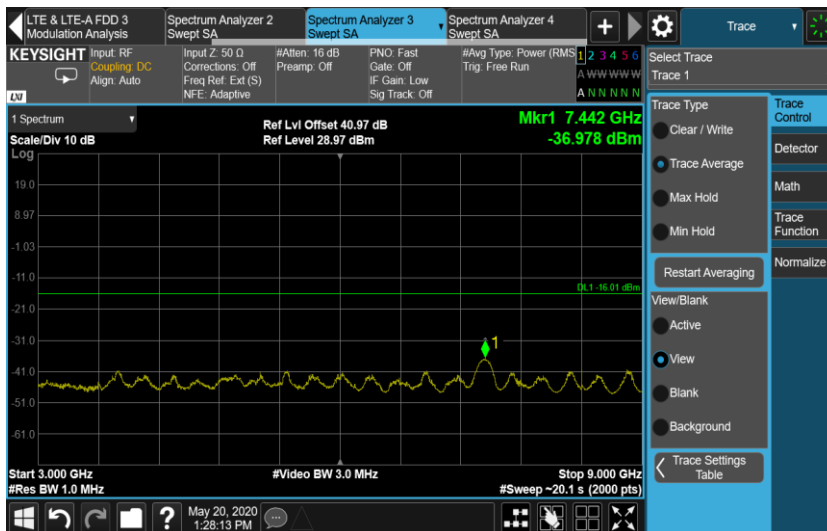 LTE & LTE-A FDD 3
Modulation Analysis
Spectrum Analyzer 2
Swept SA
Spectrum Analyzer 3
Swept SA
Spectrum Analyzer 4
Swept SA
+
Trace
KEYSIGHT
LXI
Input: RF
Coupling: DC
Align: Auto
Input Z: 50 Ω
Corrections: Off
Freq Ref: Ext (S)
NFE: Adaptive
#Atten: 16 dB
Preamp: Off
PNO: Fast
Gate: Off
IF Gain: Low
Sig Track: Off
#Avg Type: Power (RMS
Trig: Free Run
1 2 3 4 5 6
A W W W W W
A N N N N N
Select Trace
Trace 1
1 Spectrum
Scale/Div 10 dB
Ref Lvl Offset 40.97 dB
Ref Level 28.97 dBm
Mkr1 7.442 GHz
-36.978 dBm
Log
19.0
8.97
-1.03
-11.0
-21.0
-31.0
-41.0
-51.0
-61.0
DL1 -16.01 dBm
1
Start 3.000 GHz
#Res BW 1.0 MHz
#Video BW 3.0 MHz
Stop 9.000 GHz
#Sweep ~20.1 s (2000 pts)
Trace Type
Clear / Write
Trace Average
Max Hold
Min Hold
Restart Averaging
View/Blank
Active
View
Blank
Background
Trace Settings
Table
Trace
Control
Detector
Math
Trace
Function
Normalize
?
May 20, 2020
1:28:13 PM